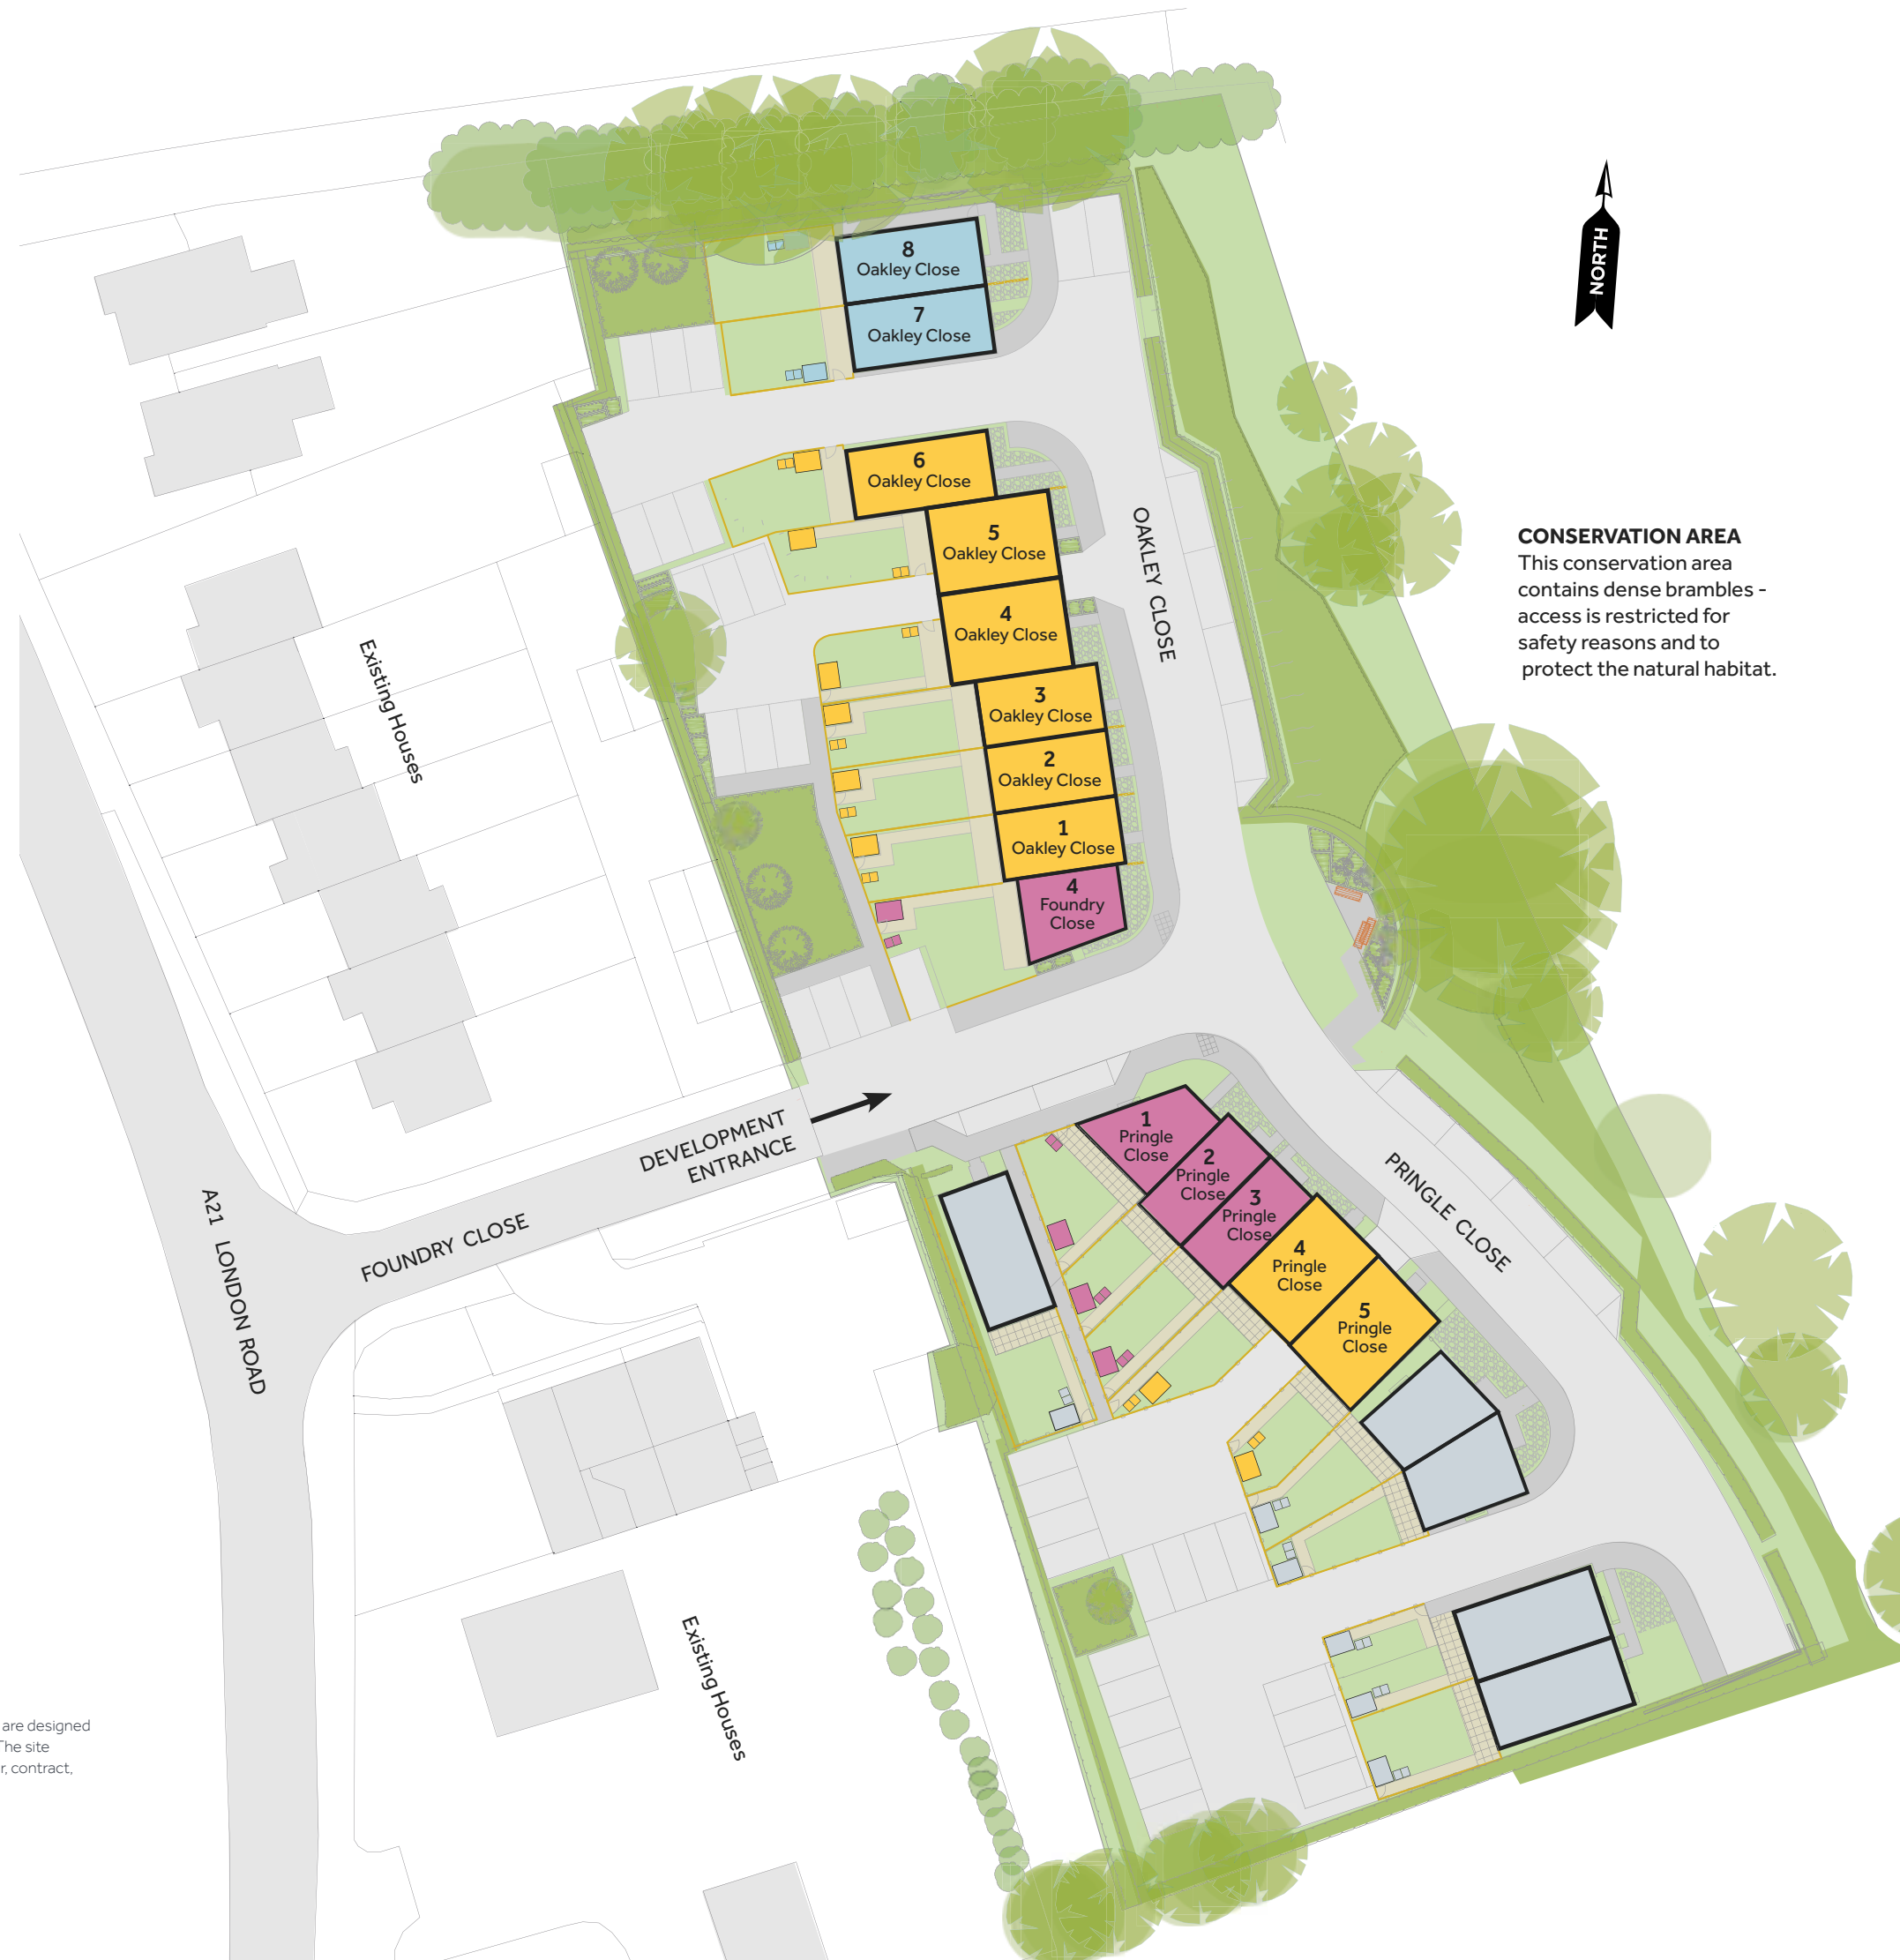 NORTH
8
Oakley Close
7
Oakley Close
6
Oakley Close
5
Oakley Close
4
Oakley Close
3
Oakley Close
2
Oakley Close
1
Oakley Close
4
Foundry
Close
OAKLEY CLOSE
CONSERVATION AREA
This conservation area
contains dense brambles -
access is restricted for
safety reasons and to
protect the natural habitat.
Existing Houses
DEVELOPMENT
ENTRANCE
FOUNDRY CLOSE
A21 LONDON ROAD
1
Pringle
Close
2
Pringle
Close
3
Pringle
Close
4
Pringle
Close
5
Pringle
Close
PRINGLE CLOSE
Existing Houses
are designed
The site
r, contract,